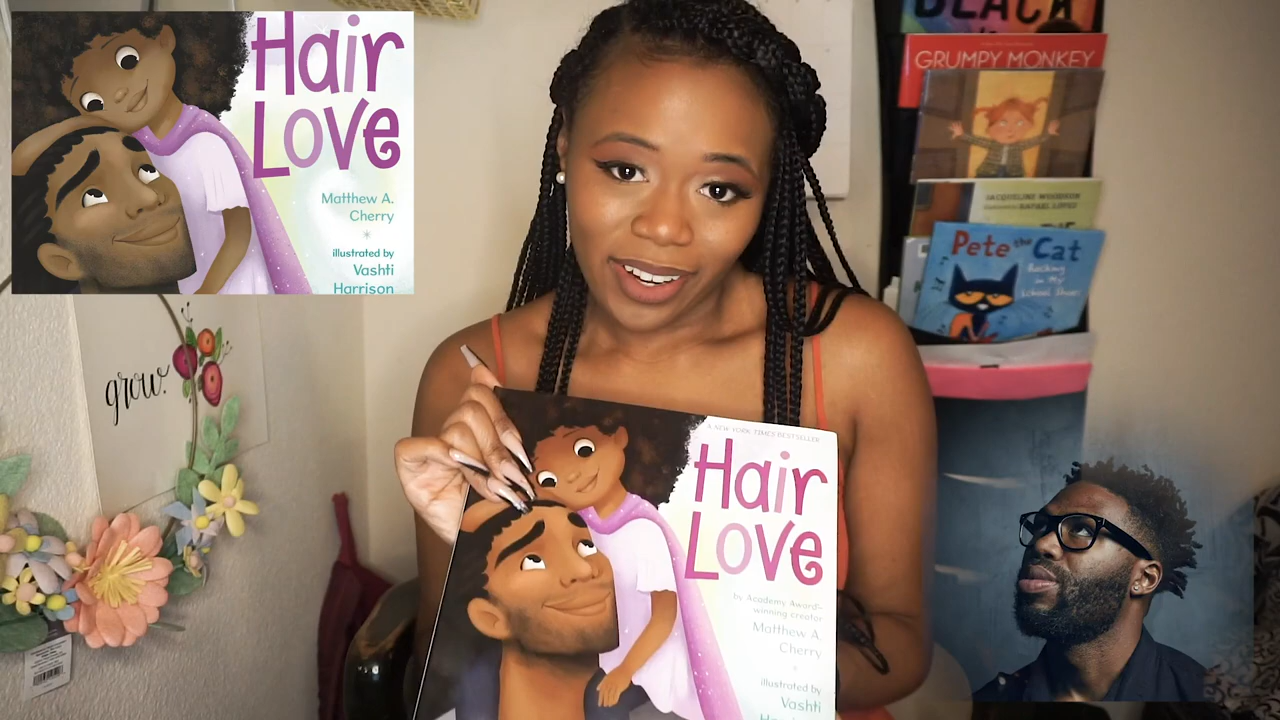 Hair
Love
Matthew A.
Cherry
*
illustrated by
Vashti
Harrison
grow.
BLACK
GRUMPY MONKEY
JACQUELINE WOODSON
RAFAEL LÓPEZ
Pete the Cat
Rocking
in My
School Shoes
A NEW YORK TIMES BESTSELLER
Hair
Love
by Academy Award-
winning creator
Matthew A.
Cherry
*
illustrated by
Vashti